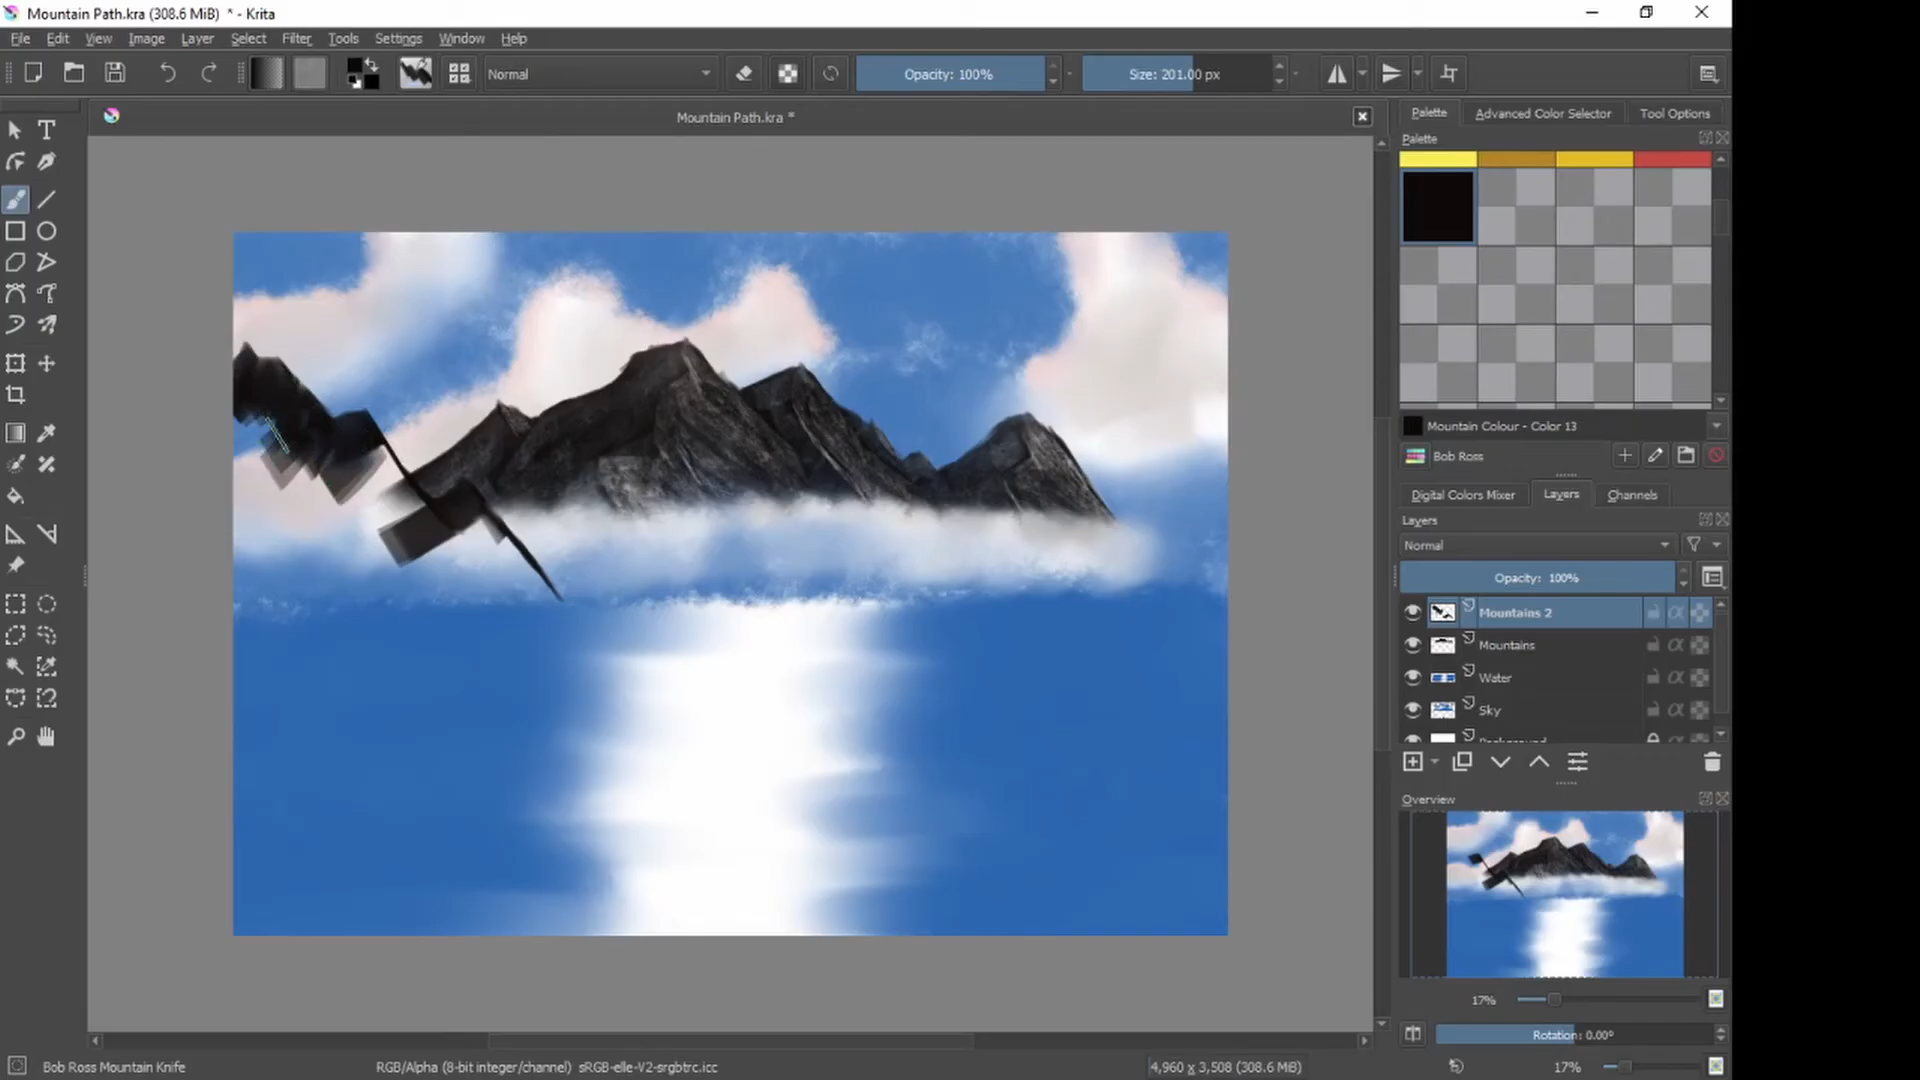 Mountain Path.kra (308.6 MiB) * - Krita
File Edit View Image Layer Select Filter Tools Settings Window Help
Normal
Opacity: 100%
Size: 201.00 px
Mountain Path.kra *
Palette Advanced Color Selector Tool Options
Palette
Mountain Colour - Color 13
Bob Ross
Digital Colors Mixer Layers Channels
Layers
Normal
Opacity: 100%
Mountains 2
Mountains
Water
Sky
Background
Overview
17%
Rotation: 0.00°
Bob Ross Mountain Knife
RGB/Alpha (8-bit integer/channel) sRGB-elle-V2-srgbtrc.icc
4,960 x 3,508 (308.6 MiB)
17%